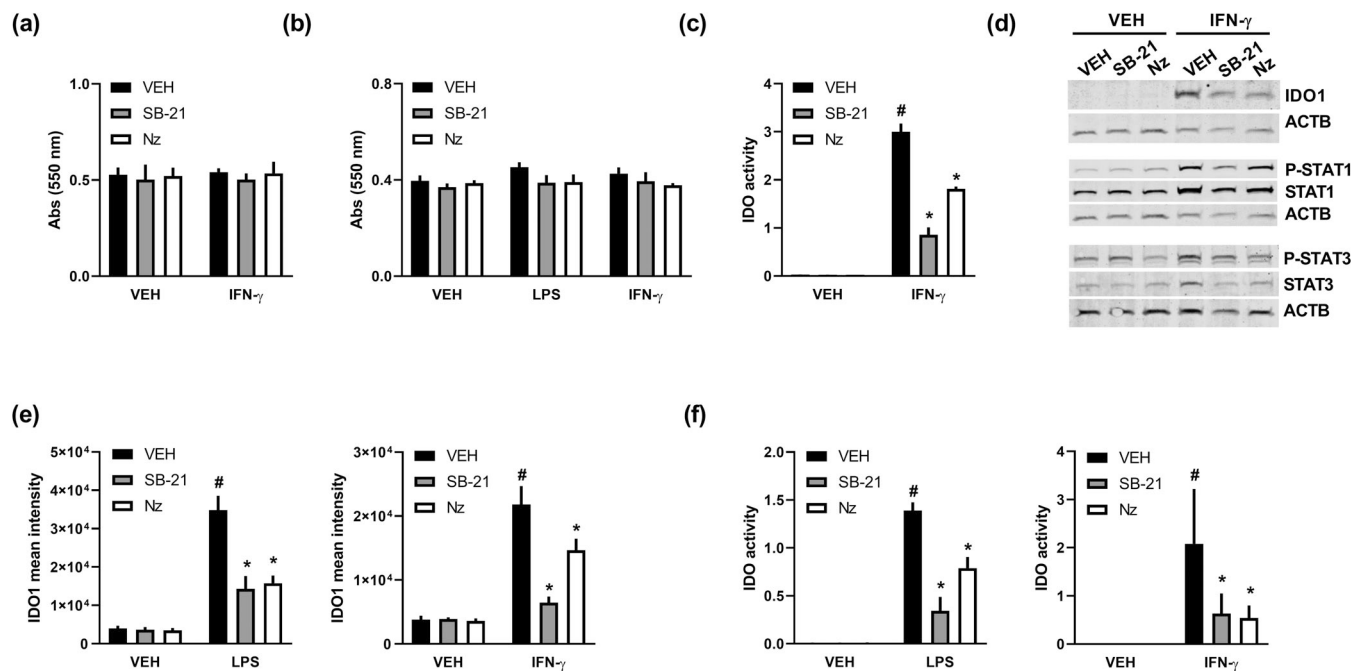 (a)
Abs (550 nm)
1.0
0.5
0.0
VEH
SB-21
Nz
VEH IFN-γ
(b)
Abs (550 nm)
0.8
0.4
0.0
VEH
SB-21
Nz
VEH LPS IFN-γ
(c)
IDO activity
4
3
2
1
0
VEH
SB-21
Nz
#
*
*
VEH IFN-γ
(d)
VEH IFN-γ
VEH SB-21 Nz VEH SB-21 Nz
IDO1
ACTB
P-STAT1
STAT1
ACTB
P-STAT3
STAT3
ACTB
(e)
IDO1 mean intensity
5×10⁴
4×10⁴
3×10⁴
2×10⁴
1×10⁴
0
VEH
SB-21
Nz
#
* *
VEH LPS
IDO1 mean intensity
3×10⁴
2×10⁴
1×10⁴
0
VEH
SB-21
Nz
#
*
*
VEH IFN-γ
(f)
IDO activity
2.0
1.5
1.0
0.5
0.0
VEH
SB-21
Nz
#
*
*
VEH LPS
IDO activity
4
3
2
1
0
VEH
SB-21
Nz
#
* *
VEH IFN-γ